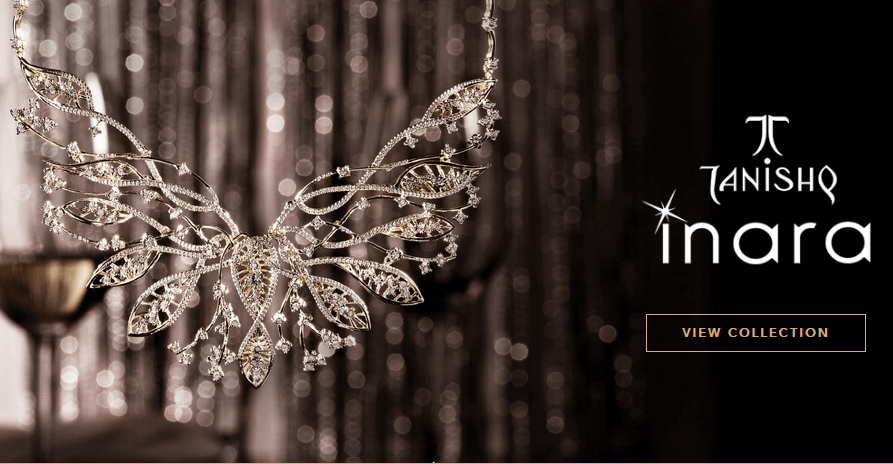 TANiSHQ
inara
VIEW COLLECTION